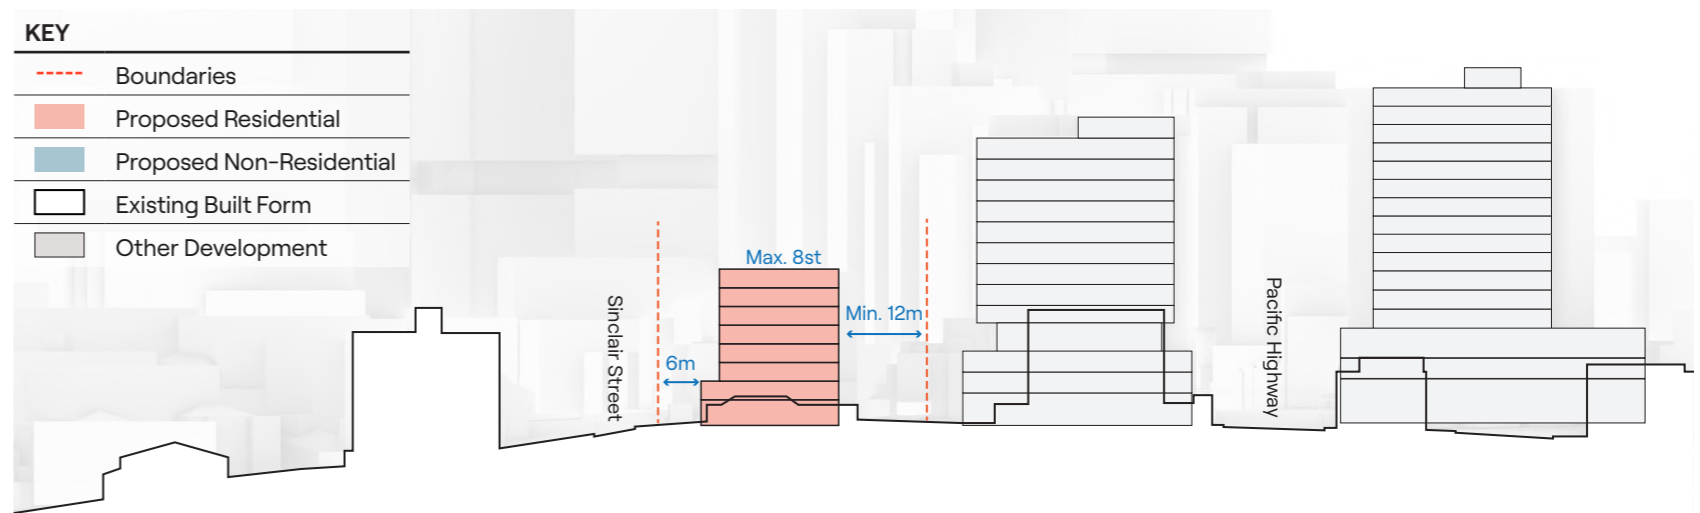 KEY
Boundaries
Proposed Residential
Proposed Non-Residential
Existing Built Form
Other Development
Sinclair Street
6m
Max. 8st
Min. 12m
Pacific Highway